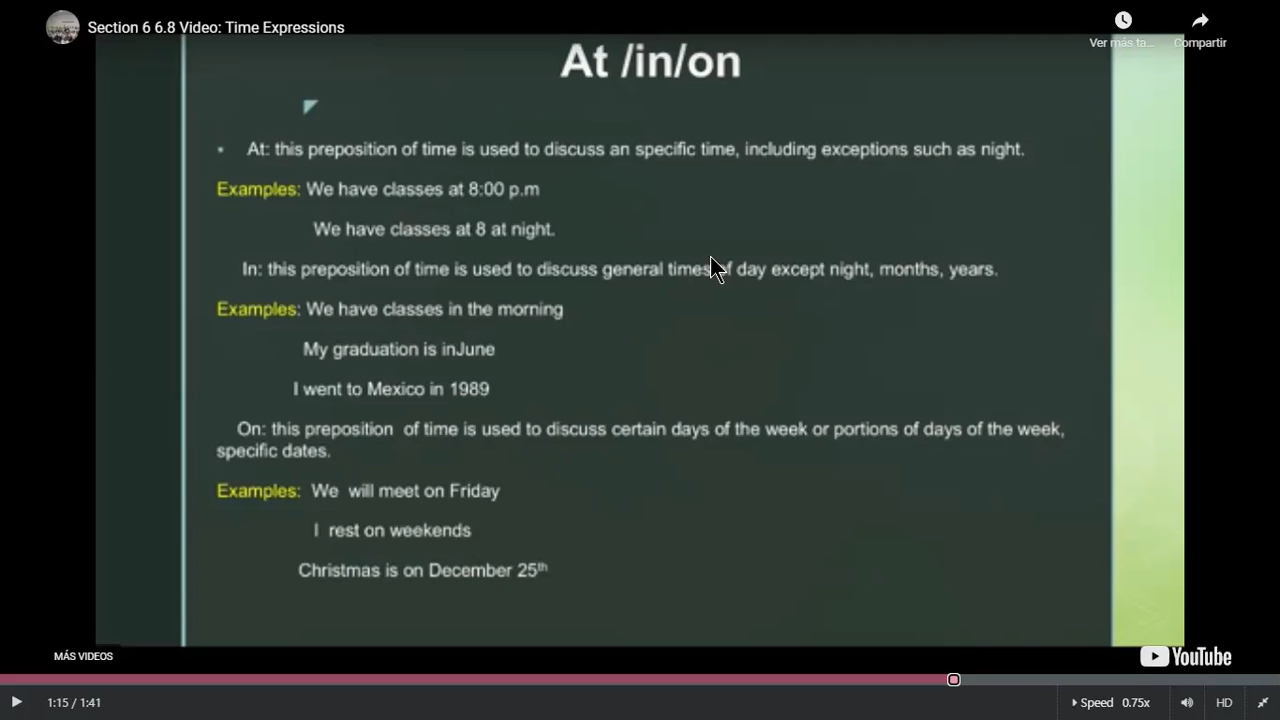 Section 6 6.8 Video: Time Expressions
Ver más ta...
Compartir
At /in/on
At: this preposition of time is used to discuss an specific time, including exceptions such as night.
Examples: We have classes at 8:00 p.m
We have classes at 8 at night.
In: this preposition of time is used to discuss general times of day except night, months, years.
Examples: We have classes in the morning
My graduation is inJune
I went to Mexico in 1989
On: this preposition of time is used to discuss certain days of the week or portions of days of the week,
specific dates.
Examples: We will meet on Friday
I rest on weekends
Christmas is on December 25th
MÁS VIDEOS
YouTube
1:15 / 1:41
Speed 0.75x
HD